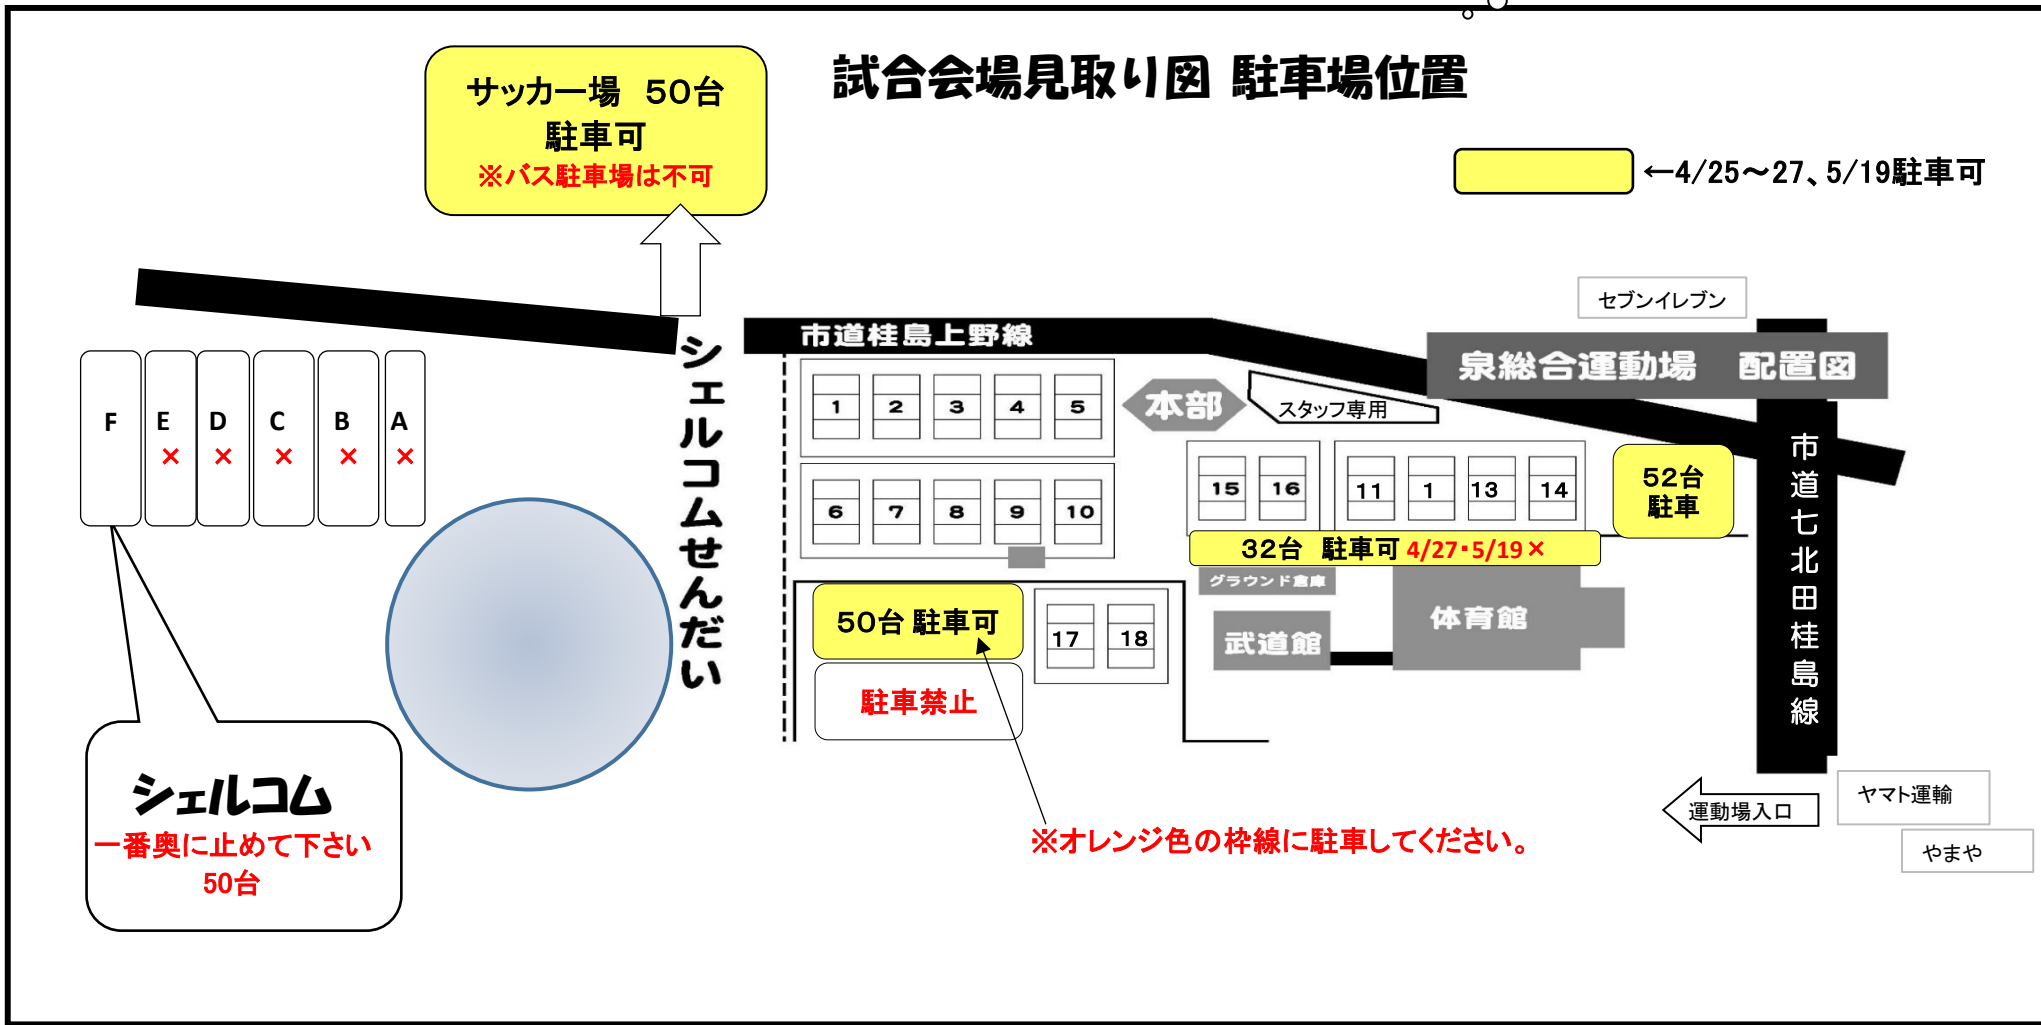 試合会場見取り図 駐車場位置
サッカー場 50台
駐車可
※バス駐車場は不可
←4/25～27、5/19駐車可
セブンイレブン
市道桂島上野線
泉総合運動場 配置図
シェルコムせんだい
F
E
D
C
B
A
×
×
×
×
×
1
2
3
4
5
本部
スタッフ専用
6
7
8
9
10
15
16
11
1
13
14
52台
駐車
市道七北田桂島線
32台 駐車可 4/27・5/19×
グラウンド倉庫
体育館
武道館
50台 駐車可
17
18
駐車禁止
シェルコム
一番奥に止めて下さい
50台
※オレンジ色の枠線に駐車してください。
運動場入口
ヤマト運輸
やまや